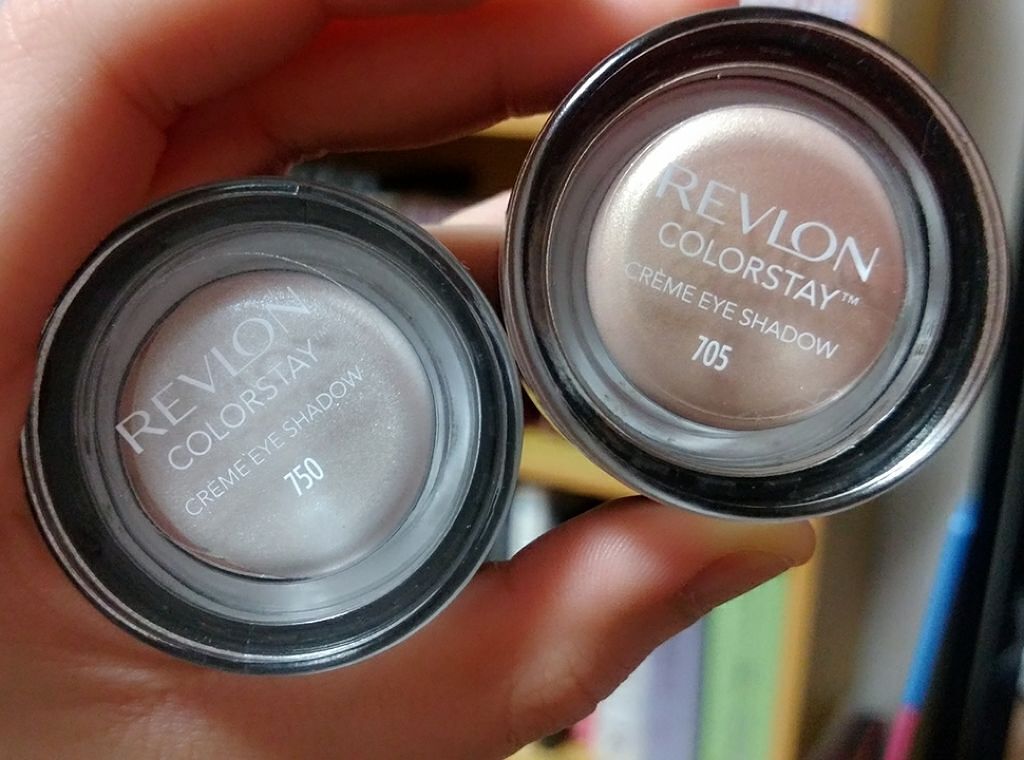 REVLON
COLORSTAY
CRÈME EYE SHADOW
750
REVLON
COLORSTAY™
CRÈME EYE SHADOW
705